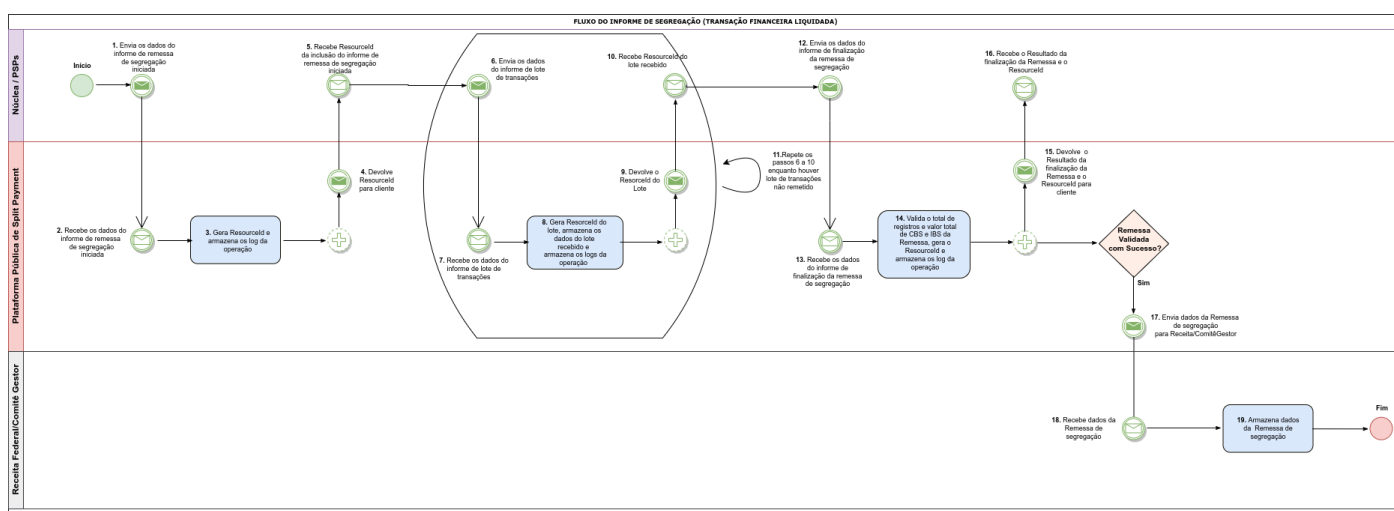 FLUXO DO INFORME DE SEGREGAÇÃO (TRANSAÇÃO FINANCEIRA LIQUIDADA)
Núclea / PSPs
Início
1. Envia os dados do
informe de remessa
de segregação
iniciada
5. Recebe ResourceId
da inclusão do informe de
remessa de segregação
iniciada
6. Envia os dados
do informe de lote
de transações
10. Recebe ResourceId do
lote recebido
12. Envia os dados do
informe de finalização
da remessa de
segregação
16. Recebe o Resultado da
finalização da Remessa e o
ResourceId
Plataforma Pública de Split Payment
2. Recebe os dados do
informe de remessa
de segregação
iniciada
3. Gera ResourceId e
armazena os log da
operação
4. Devolve
ResourceId
para cliente
7. Recebe os dados do
informe de lote de
transações
8. Gera ResorceId do
lote, armazena os
dados do lote
recebido e
armazena os logs da
operação
9. Devolve o
ResorceId do
Lote
11.Repete os
passos 6 a 10
enquanto houver
lote de transações
não remetido
13. Recebe os dados
do informe de
finalização da remessa
de segregação
14. Valida o total de
registros e valor total
de CBS e IBS da
Remessa, gera o
ResourceId e
armazena os log da
operação
15. Devolve o
Resultado da
finalização da
Remessa e o
ResourceId para
cliente
Remessa
Validada
com Sucesso?
Sim
17. Envia dados da Remessa
de segregação
para Receita/ComitêGestor
Receita Federal/Comitê Gestor
18. Recebe dados da
Remessa de
segregação
19. Armazena dados
da Remessa de
segregação
Fim